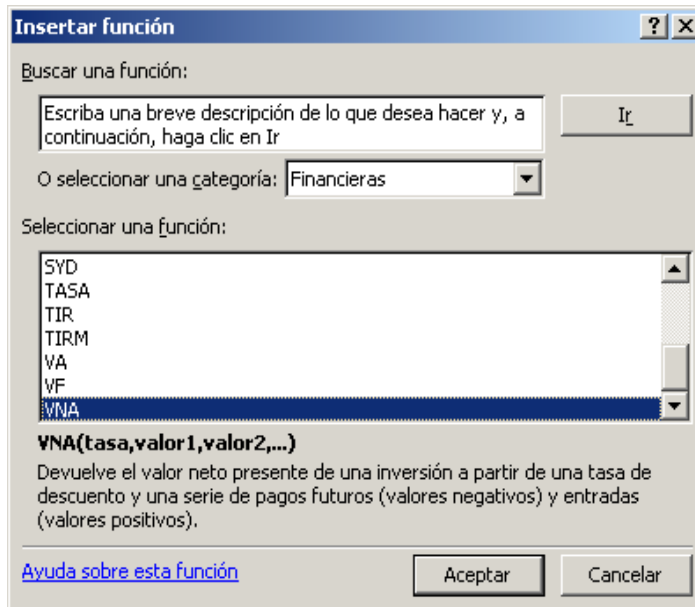 Insertar función
? X
Buscar una función:
Escriba una breve descripción de lo que desea hacer y, a
continuación, haga clic en Ir
Ir
O seleccionar una categoría: Financieras
Seleccionar una función:
SYD
TASA
TIR
TIRM
VA
VF
VNA
VNA(tasa,valor1,valor2,...)
Devuelve el valor neto presente de una inversión a partir de una tasa de
descuento y una serie de pagos futuros (valores negativos) y entradas
(valores positivos).
Ayuda sobre esta función
Aceptar
Cancelar